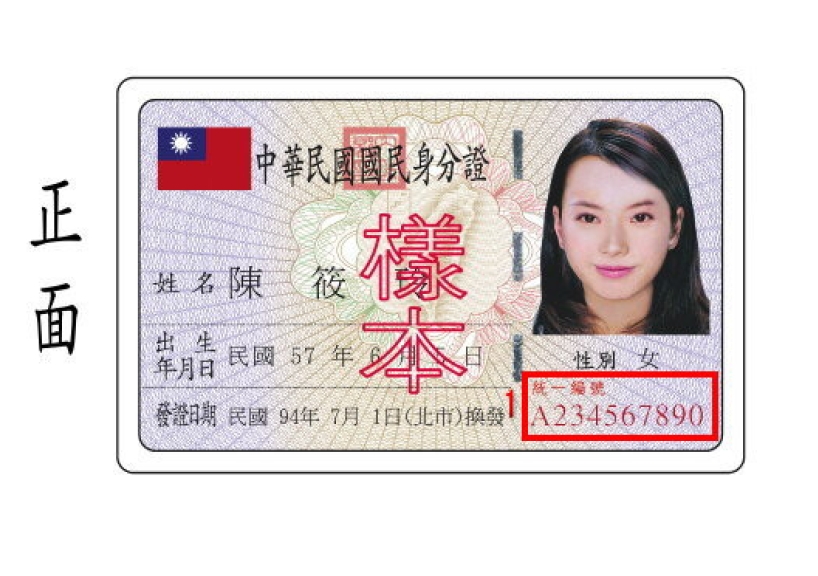 正面
中華民國國民身分證
樣本
姓名 陳 筱
出生年月日 民國 57 年 6 月 5 日
發證日期 民國 94年 7月 1日(北市)換發
性別 女
1
統一編號
A234567890